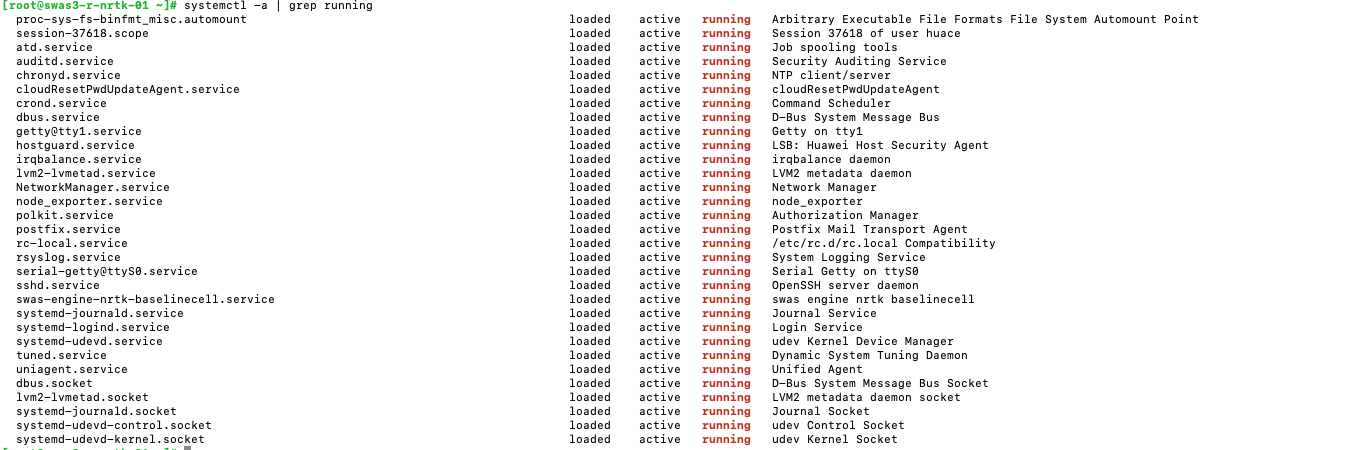 [root@swas3-r-nrtk-01 ~]# systemctl -a | grep running
proc-sys-fs-binfmt_misc.automount loaded active running Arbitrary Executable File Formats File System Automount Point
session-37618.scope loaded active running Session 37618 of user huace
atd.service loaded active running Job spooling tools
auditd.service loaded active running Security Auditing Service
chronyd.service loaded active running NTP client/server
cloudResetPwdUpdateAgent.service loaded active running cloudResetPwdUpdateAgent
crond.service loaded active running Command Scheduler
dbus.service loaded active running D-Bus System Message Bus
getty@tty1.service loaded active running Getty on tty1
hostguard.service loaded active running LSB: Huawei Host Security Agent
irqbalance.service loaded active running irqbalance daemon
lvm2-lvmetad.service loaded active running LVM2 metadata daemon
NetworkManager.service loaded active running Network Manager
node_exporter.service loaded active running node_exporter
polkit.service loaded active running Authorization Manager
postfix.service loaded active running Postfix Mail Transport Agent
rc-local.service loaded active running /etc/rc.d/rc.local Compatibility
rsyslog.service loaded active running System Logging Service
serial-getty@ttyS0.service loaded active running Serial Getty on ttyS0
sshd.service loaded active running OpenSSH server daemon
swas-engine-nrtk-baselinecell.service loaded active running swas engine nrtk baselinecell
systemd-journald.service loaded active running Journal Service
systemd-logind.service loaded active running Login Service
systemd-udevd.service loaded active running udev Kernel Device Manager
tuned.service loaded active running Dynamic System Tuning Daemon
uniagent.service loaded active running Unified Agent
dbus.socket loaded active running D-Bus System Message Bus Socket
lvm2-lvmetad.socket loaded active running LVM2 metadata daemon socket
systemd-journald.socket loaded active running Journal Socket
systemd-udevd-control.socket loaded active running udev Control Socket
systemd-udevd-kernel.socket loaded active running udev Kernel Socket